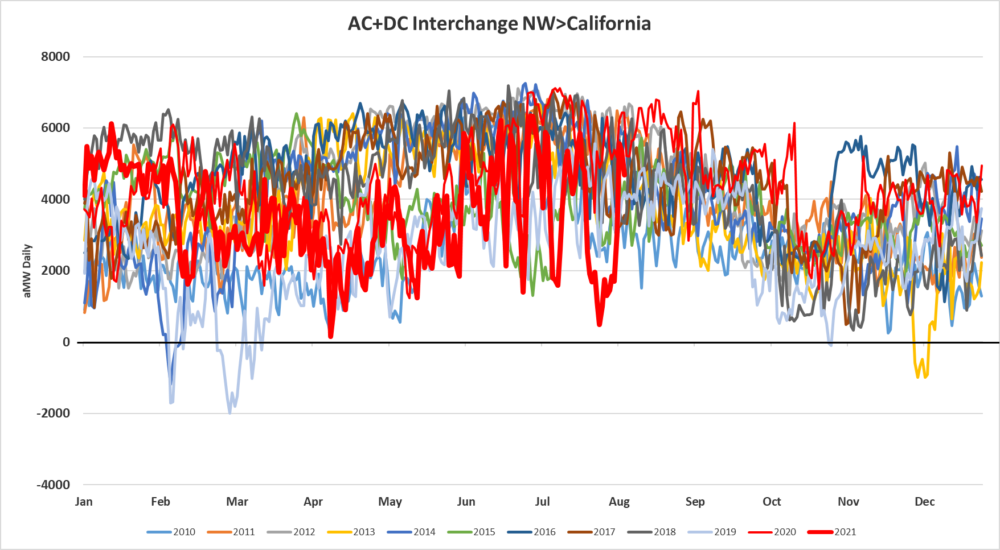 AC+DC Interchange NW>California
8000
6000
4000
2000
0
-2000
-4000
aMW Daily
Jan Feb Mar Apr May Jun Jul Aug Sep Oct Nov Dec
2010 2011 2012 2013 2014 2015 2016 2017 2018 2019 2020 2021